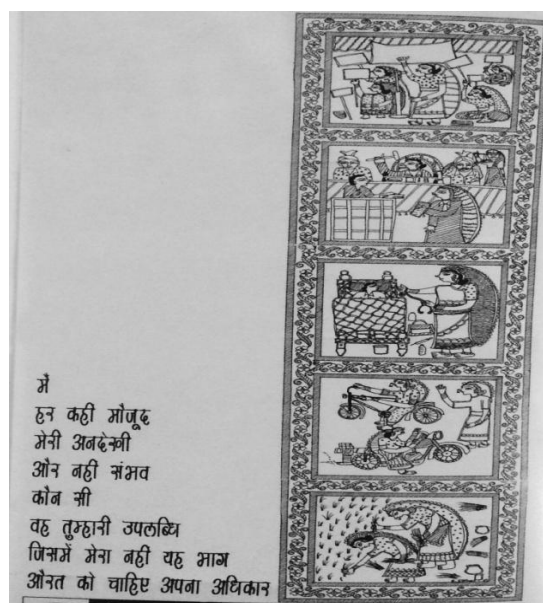 मैं
हर कही मौजूद
मेरी अनदेखी
और नही संभव
कौन सी
वह तुम्हारी उपलब्धि
जिसमें मेरा नही यह भाग
औरत को चाहिए अपना अधिकार